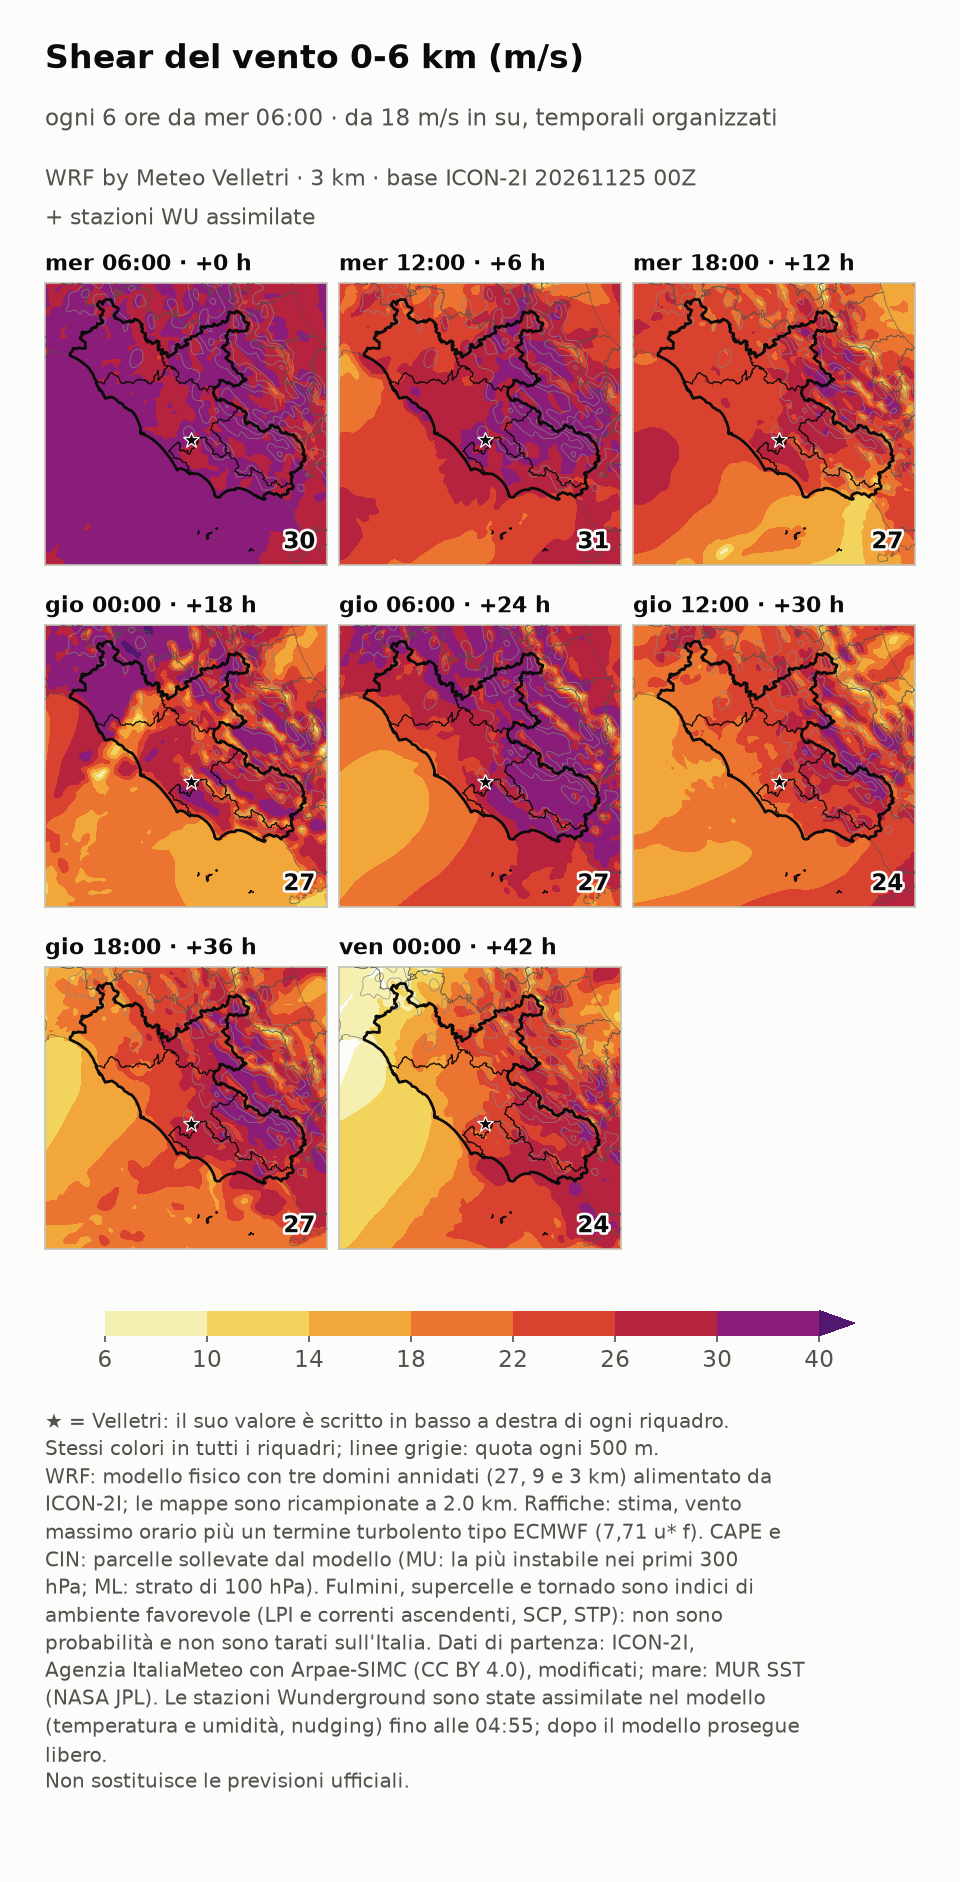 Shear del vento 0-6 km (m/s)
ogni 6 ore da mer 06:00 · da 18 m/s in su, temporali organizzati
WRF by Meteo Velletri · 3 km · base ICON-2I 20261125 00Z
+ stazioni WU assimilate
mer 06:00 · +0 h
mer 12:00 · +6 h
mer 18:00 · +12 h
30
31
27
gio 00:00 · +18 h
gio 06:00 · +24 h
gio 12:00 · +30 h
27
27
24
gio 18:00 · +36 h
ven 00:00 · +42 h
27
24
6 10 14 18 22 26 30 40
★ = Velletri: il suo valore è scritto in basso a destra di ogni riquadro.
Stessi colori in tutti i riquadri; linee grigie: quota ogni 500 m.
WRF: modello fisico con tre domini annidati (27, 9 e 3 km) alimentato da
ICON-2I; le mappe sono ricampionate a 2.0 km. Raffiche: stima, vento
massimo orario più un termine turbolento tipo ECMWF (7,71 u* f). CAPE e
CIN: parcelle sollevate dal modello (MU: la più instabile nei primi 300
hPa; ML: strato di 100 hPa). Fulmini, supercelle e tornado sono indici di
ambiente favorevole (LPI e correnti ascendenti, SCP, STP): non sono
probabilità e non sono tarati sull'Italia. Dati di partenza: ICON-2I,
Agenzia ItaliaMeteo con Arpae-SIMC (CC BY 4.0), modificati; mare: MUR SST
(NASA JPL). Le stazioni Wunderground sono state assimilate nel modello
(temperatura e umidità, nudging) fino alle 04:55; dopo il modello prosegue
libero.
Non sostituisce le previsioni ufficiali.